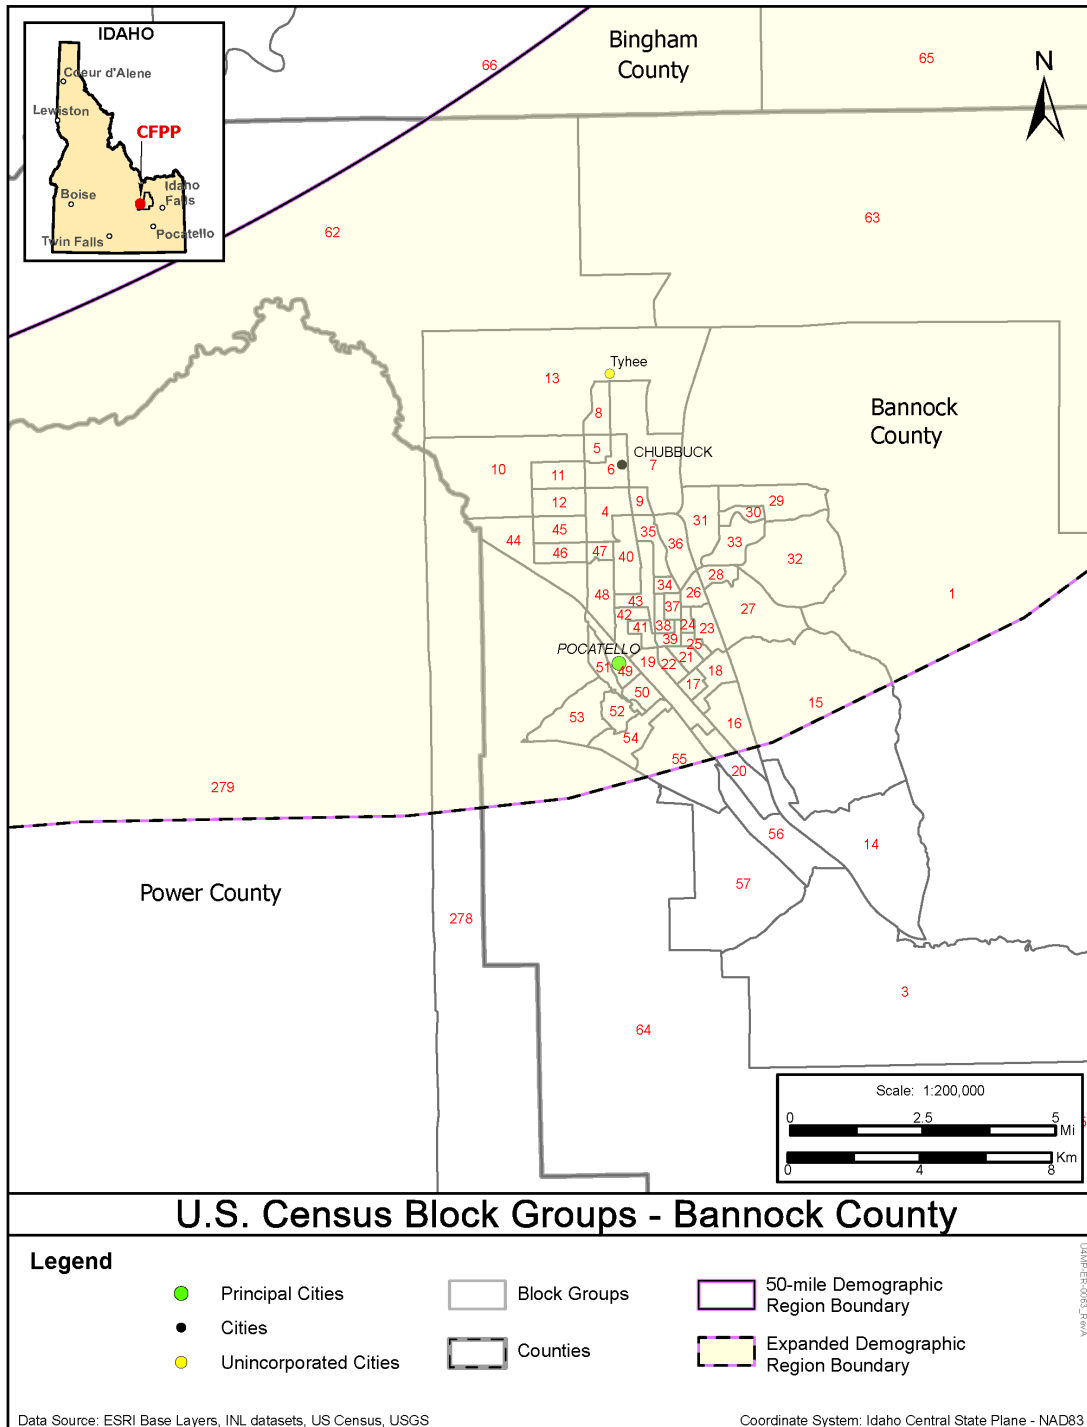 IDAHO
Coeur d'Alene
Lewiston
CFPP
Boise
Idaho
Falls
Twin Falls
Pocatello
Bingham
County
N
66
65
62
63
Tyhee
13
8
Bannock
County
5
CHUBBUCK
10
11
6
7
12
4
9
29
30
31
44
45
35
36
33
32
46
47
40
34
28
26
27
1
48
43
37
42
41
38
24
23
39
25
POCATELLO
51
49
19
22
21
18
17
50
15
53
52
16
54
55
20
279
56
14
57
Power County
278
3
64
Scale: 1:200,000
0 2.5 5
Mi
Km
0 4 8
U.S. Census Block Groups - Bannock County
Legend
Principal Cities
Cities
Unincorporated Cities
Block Groups
Counties
50-mile Demographic
Region Boundary
Expanded Demographic
Region Boundary
U4MP-ER-0063_RevA
Data Source: ESRI Base Layers, INL datasets, US Census, USGS
Coordinate System: Idaho Central State Plane - NAD83